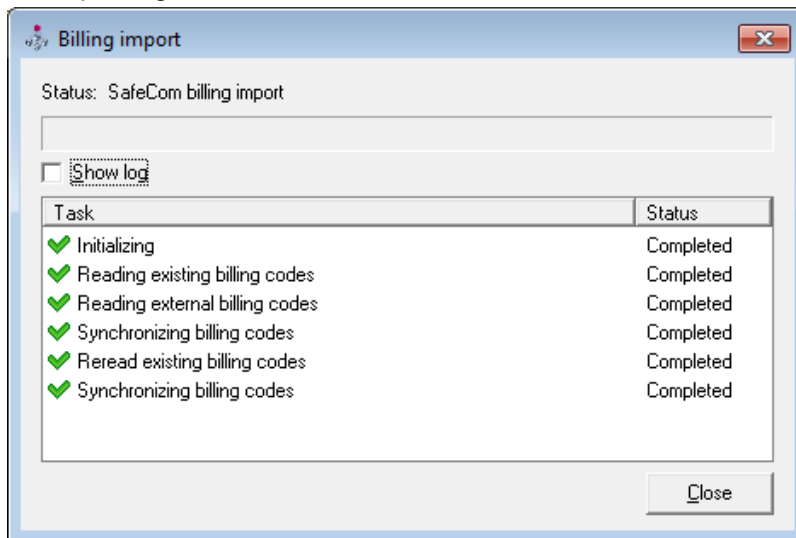 Billing import
Status: SafeCom billing import
Show log
Task Status
Initializing Completed
Reading existing billing codes Completed
Reading external billing codes Completed
Synchronizing billing codes Completed
Reread existing billing codes Completed
Synchronizing billing codes Completed
Close